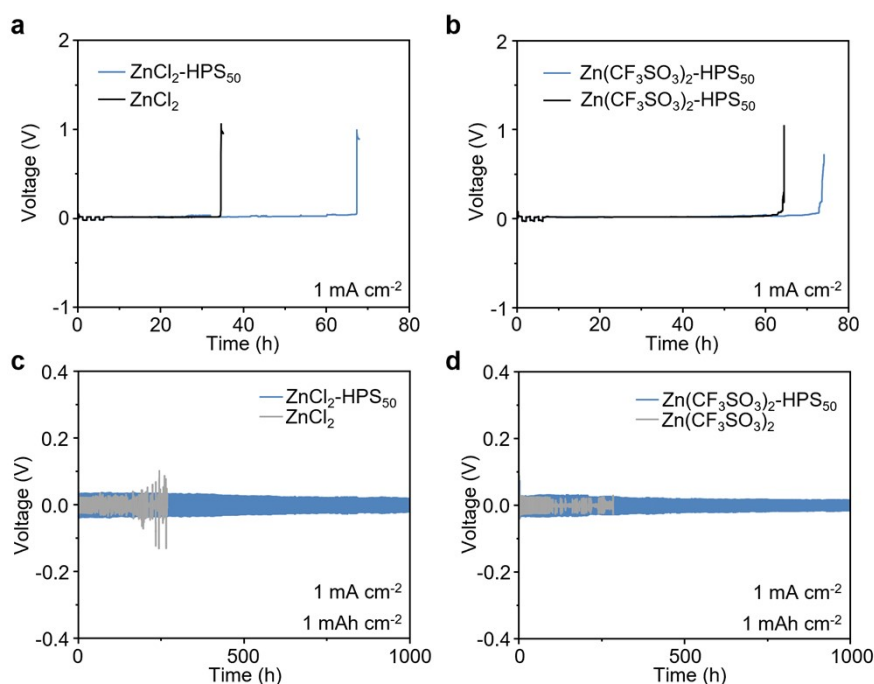 a
2
1
0
-1
Voltage (V)
ZnCl₂-HPS₅₀
ZnCl₂
1 mA cm⁻²
0 20 40 60 80
Time (h)
b
2
1
0
-1
Voltage (V)
Zn(CF₃SO₃)₂-HPS₅₀
Zn(CF₃SO₃)₂-HPS₅₀
1 mA cm⁻²
0 20 40 60 80
Time (h)
c
0.4
0.2
0.0
-0.2
-0.4
Voltage (V)
ZnCl₂-HPS₅₀
ZnCl₂
1 mA cm⁻²
1 mAh cm⁻²
0 500 1000
Time (h)
d
0.4
0.2
0.0
-0.2
-0.4
Voltage (V)
Zn(CF₃SO₃)₂-HPS₅₀
Zn(CF₃SO₃)₂
1 mA cm⁻²
1 mAh cm⁻²
0 500 1000
Time (h)